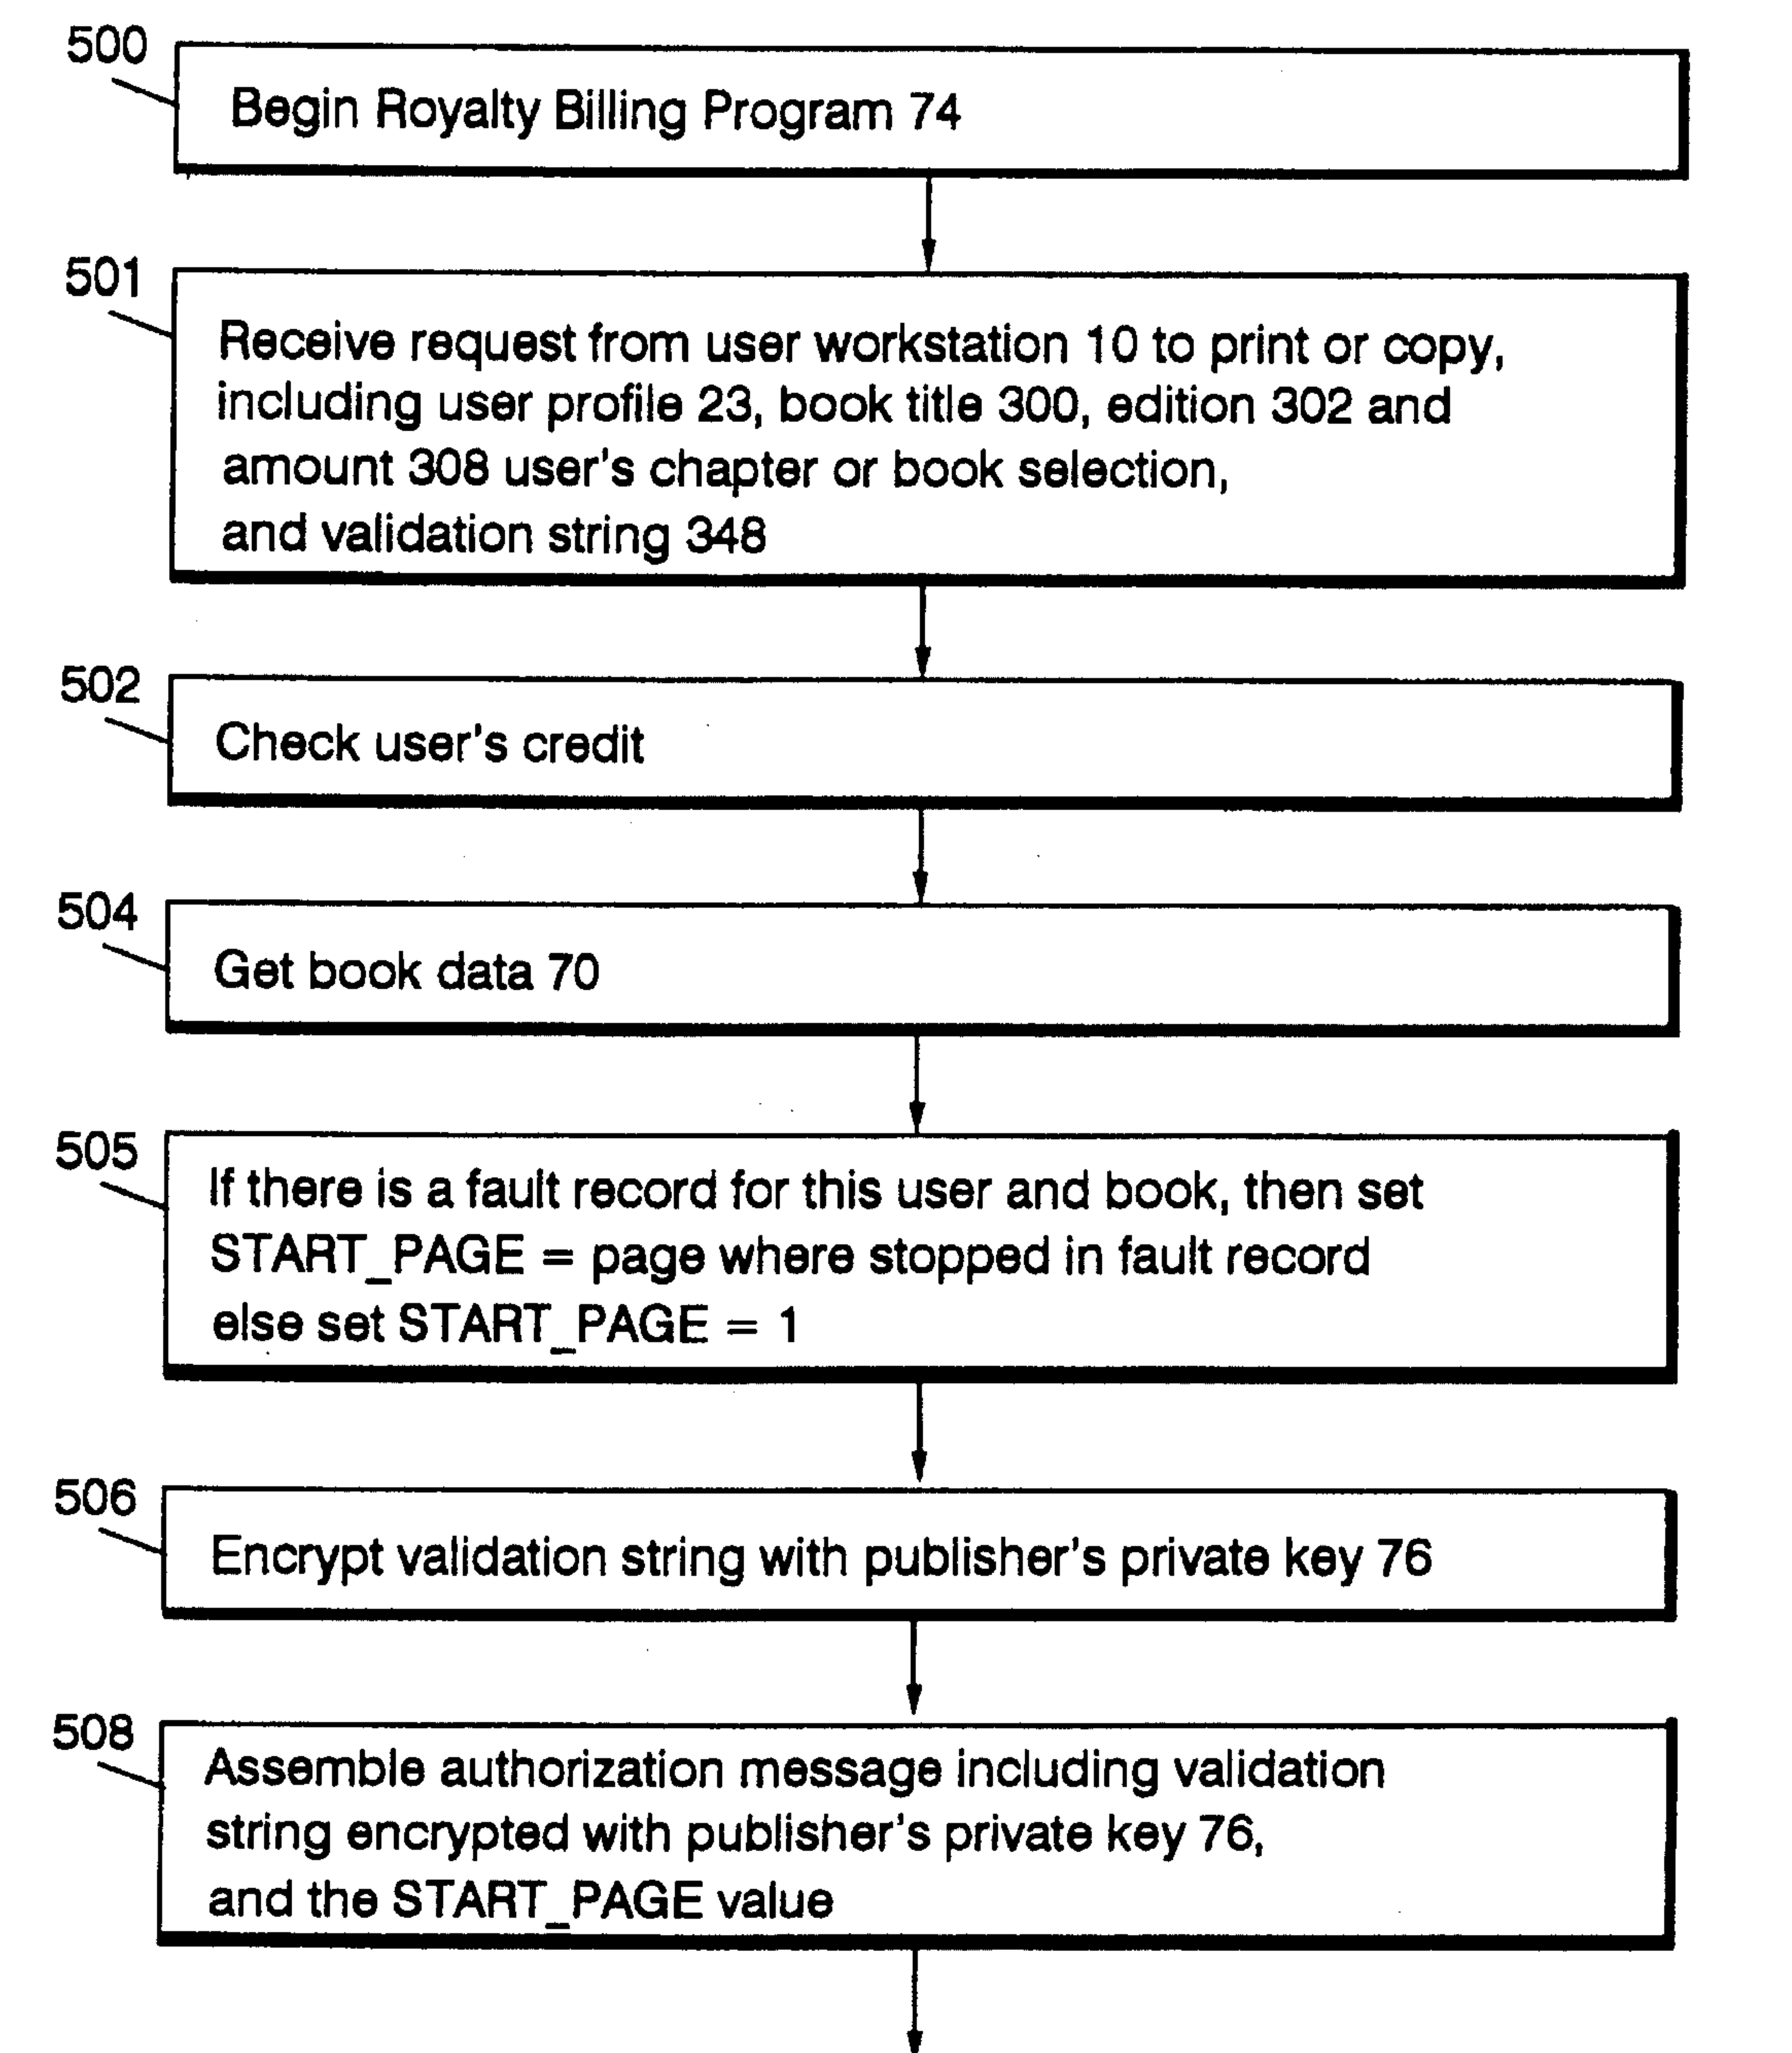 500
Begin Royalty Billing Program 74
501
Receive request from user workstation 10 to print or copy,
including user profile 23, book title 300, edition 302 and
amount 308 user's chapter or book selection,
and validation string 348
502
Check user's credit
504
Get book data 70
505
If there is a fault record for this user and book, then set
START_PAGE = page where stopped in fault record
else set START_PAGE = 1
506
Encrypt validation string with publisher's private key 76
508
Assemble authorization message including validation
string encrypted with publisher's private key 76,
and the START_PAGE value